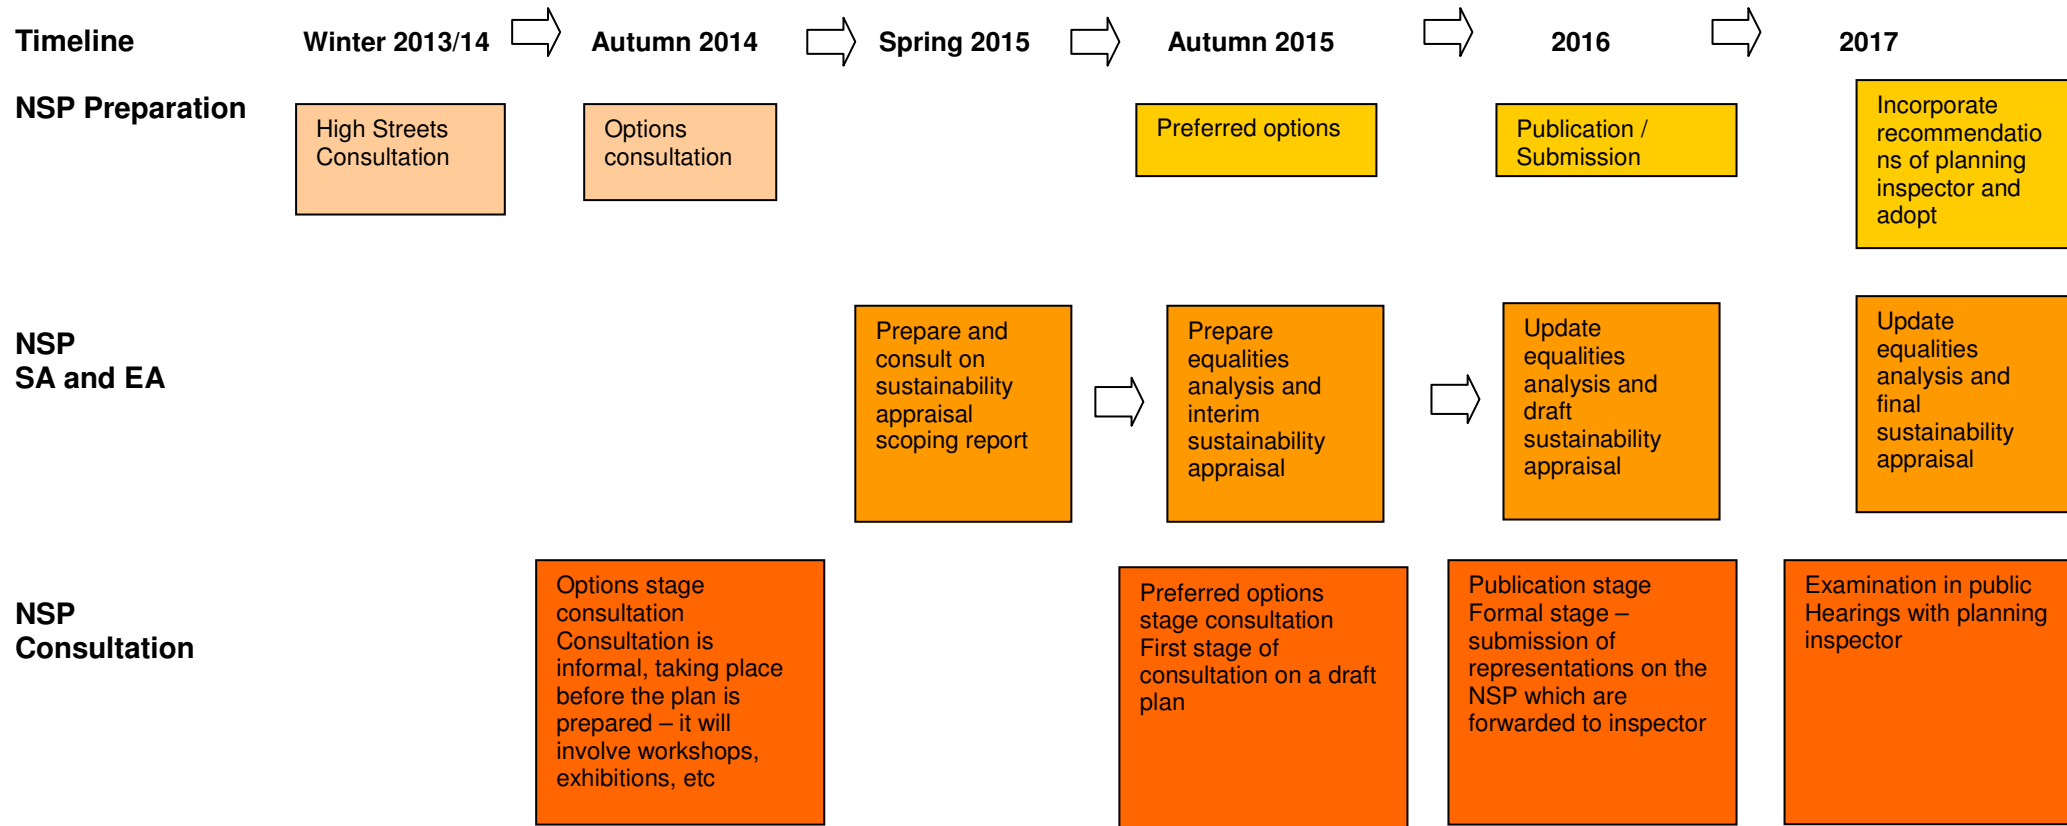 Timeline
Winter 2013/14
Autumn 2014
Spring 2015
Autumn 2015
2016
2017
NSP Preparation
High Streets
Consultation
Options
consultation
Preferred options
Publication /
Submission
Incorporate
recommendatio
ns of planning
inspector and
adopt
NSP
SA and EA
Prepare and
consult on
sustainability
appraisal
scoping report
Prepare
equalities
analysis and
interim
sustainability
appraisal
Update
equalities
analysis and
draft
sustainability
appraisal
Update
equalities
analysis and
final
sustainability
appraisal
NSP
Consultation
Options stage
consultation
Consultation is
informal, taking place
before the plan is
prepared – it will
involve workshops,
exhibitions, etc
Preferred options
stage consultation
First stage of
consultation on a draft
plan
Publication stage
Formal stage –
submission of
representations on the
NSP which are
forwarded to inspector
Examination in public
Hearings with planning
inspector